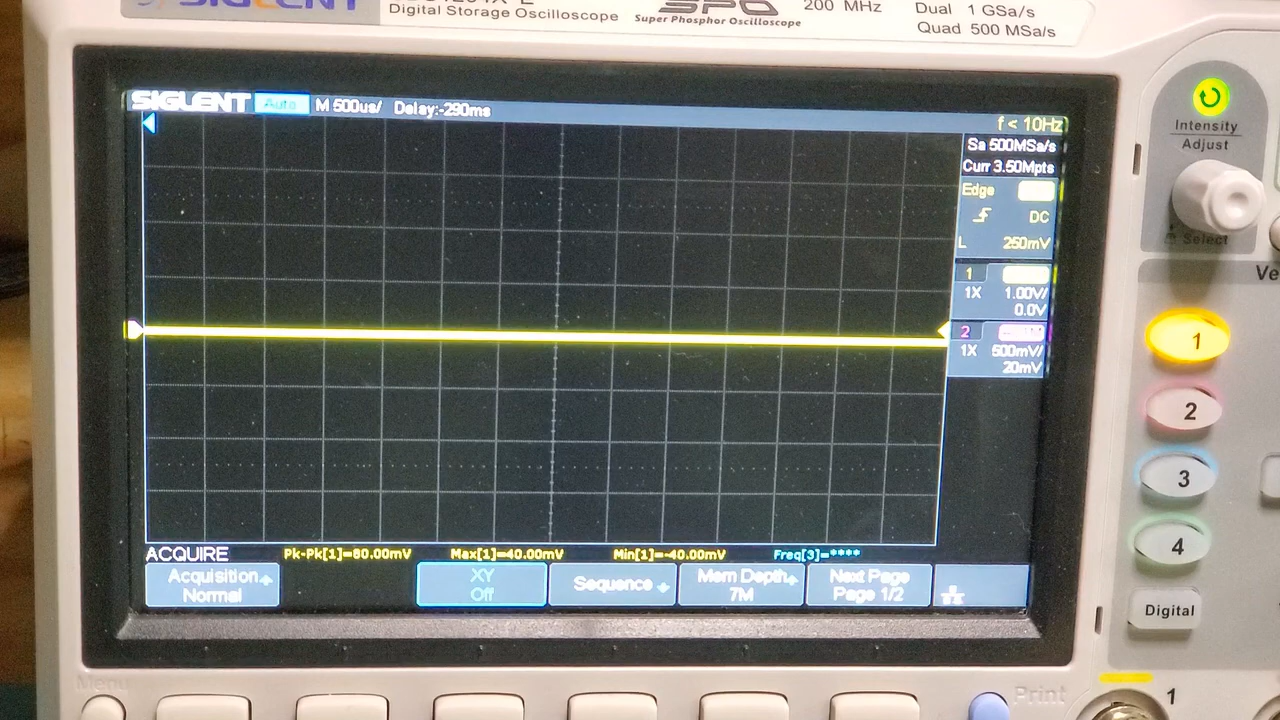 SIGLENT
Digital Storage Oscilloscope
SPO
Super Phosphor Oscilloscope
200 MHz
Dual 1 GSa/s
Quad 500 MSa/s
SIGLENT Auto M 500us/ Delay:-290ms
f < 10Hz
Sa 500MSa/s
Curr 3.50Mpts
Edge
DC
L 250mV
1
1X 1.00V/
0.0V
2
1X 500mV/
20mV
ACQUIRE Pk-Pk[1]=80.00mV Max[1]=40.00mV Min[1]=-40.00mV Freq[3]=****
Acquisition
Normal
XY
Off
Sequence
Mem Depth
7M
Next Page
Page 1/2
Intensity
Adjust
Select
Ve
1
2
3
4
Digital
Menu
Print
1